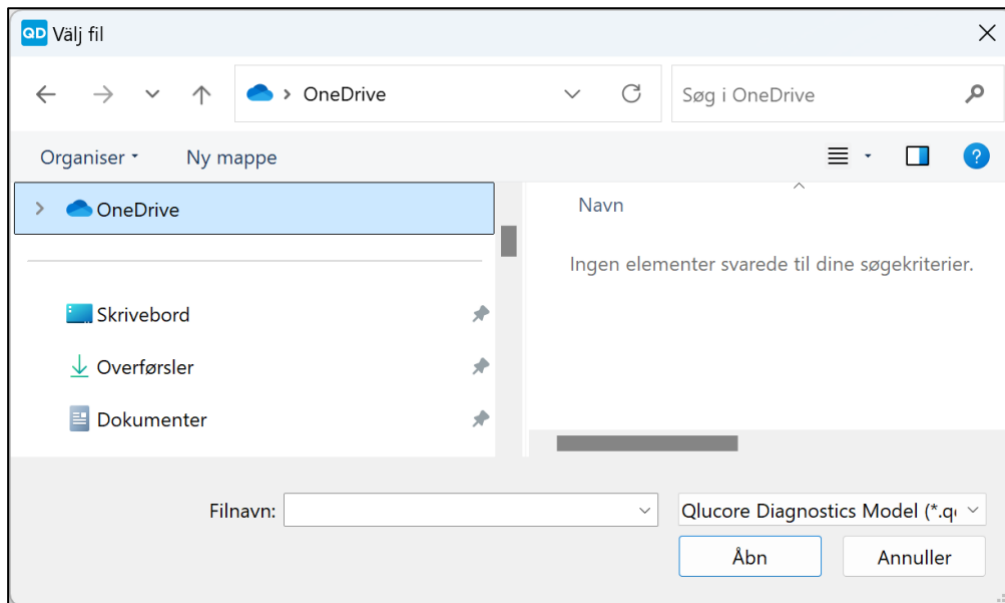 QD Välj fil
OneDrive
Søg i OneDrive
Organiser
Ny mappe
?
OneDrive
Navn
Ingen elementer svarede til dine søgekriterier.
Skrivebord
Overførsler
Dokumenter
Filnavn:
Qlucore Diagnostics Model (*.q
Åbn
Annuller